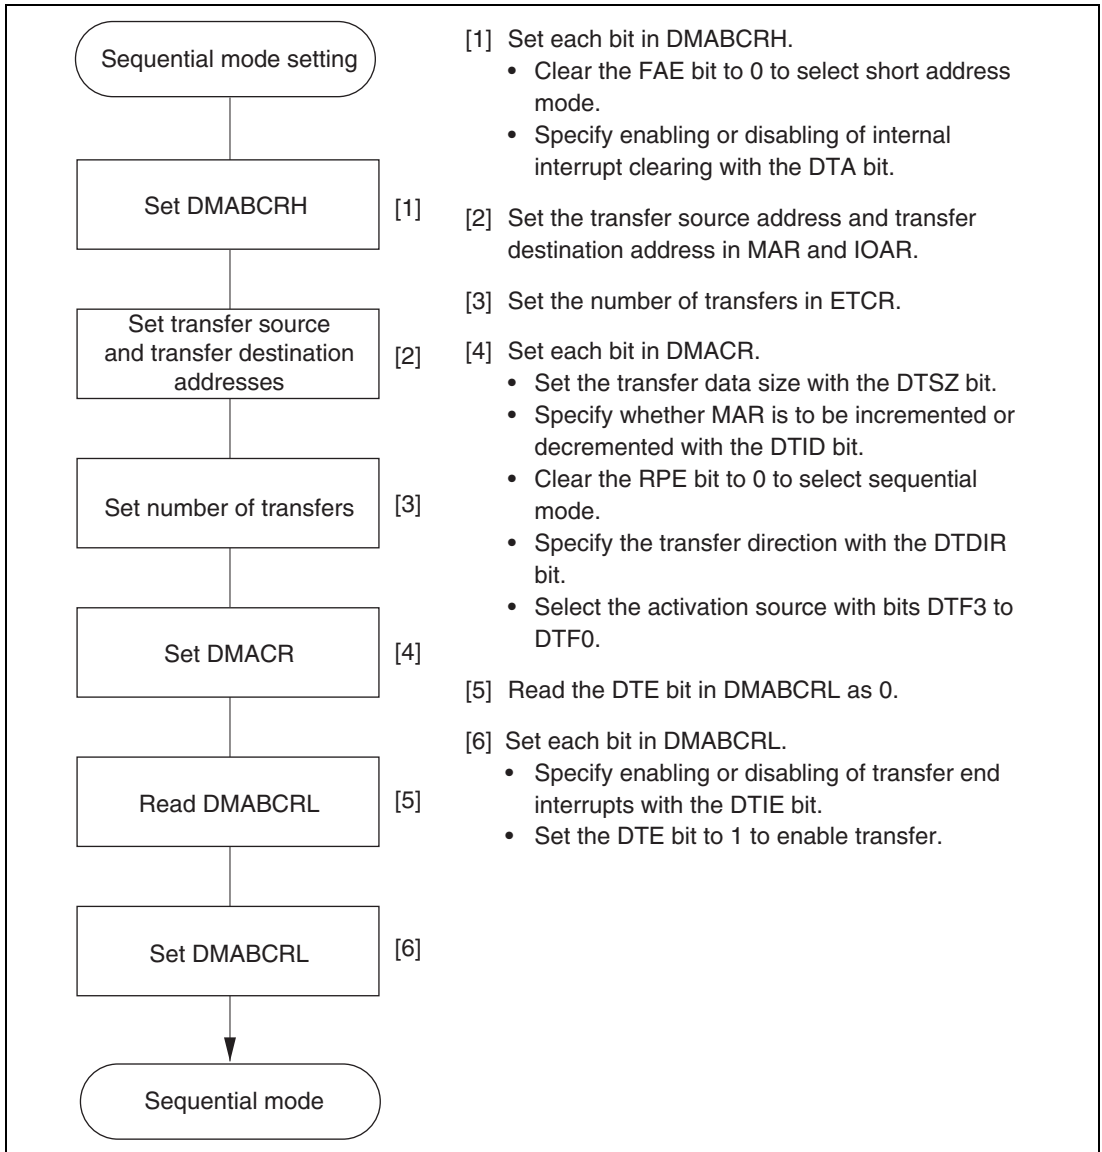 Sequential mode setting
Set DMABCRH
[1]
Set transfer source
and transfer destination
addresses
[2]
Set number of transfers
[3]
Set DMACR
[4]
Read DMABCRL
[5]
Set DMABCRL
[6]
Sequential mode
[1] Set each bit in DMABCRH.
• Clear the FAE bit to 0 to select short address
mode.
• Specify enabling or disabling of internal
interrupt clearing with the DTA bit.
[2] Set the transfer source address and transfer
destination address in MAR and IOAR.
[3] Set the number of transfers in ETCR.
[4] Set each bit in DMACR.
• Set the transfer data size with the DTSZ bit.
• Specify whether MAR is to be incremented or
decremented with the DTID bit.
• Clear the RPE bit to 0 to select sequential
mode.
• Specify the transfer direction with the DTDIR
bit.
• Select the activation source with bits DTF3 to
DTF0.
[5] Read the DTE bit in DMABCRL as 0.
[6] Set each bit in DMABCRL.
• Specify enabling or disabling of transfer end
interrupts with the DTIE bit.
• Set the DTE bit to 1 to enable transfer.